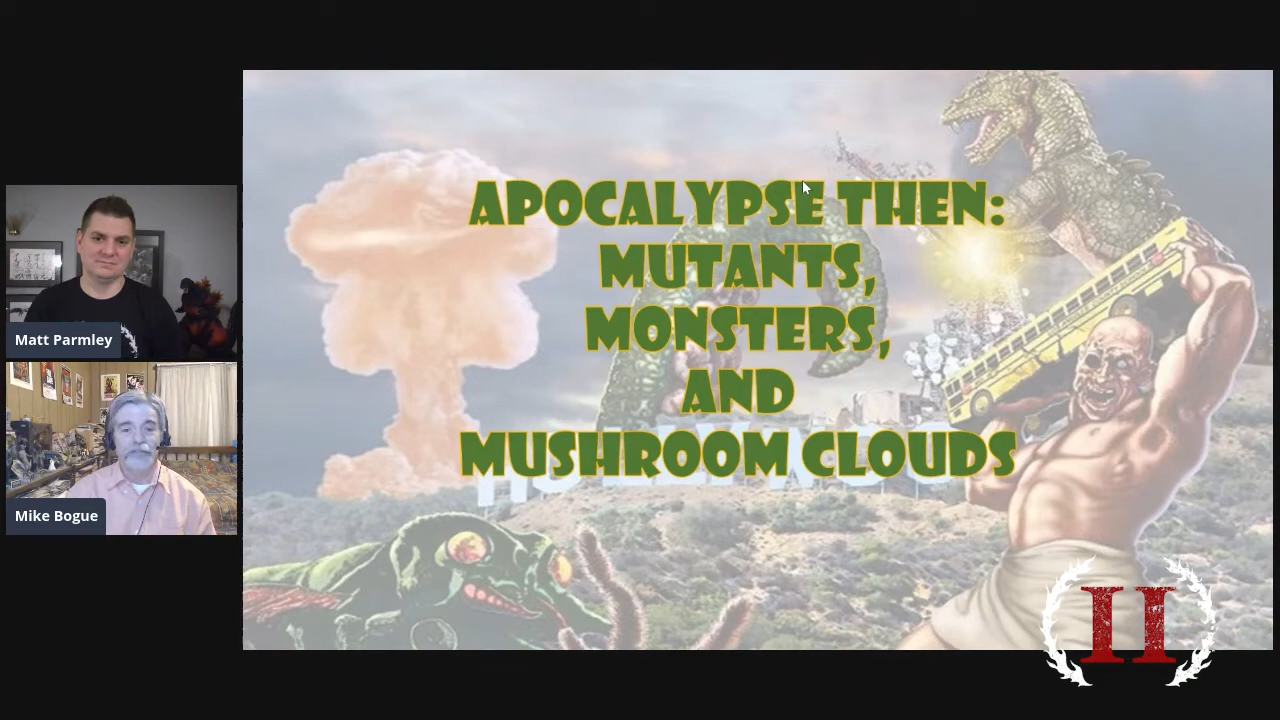 APOCALYPSE THEN:
MUTANTS,
MONSTERS,
AND
MUSHROOM CLOUDS
Matt Parmley
Mike Bogue
II